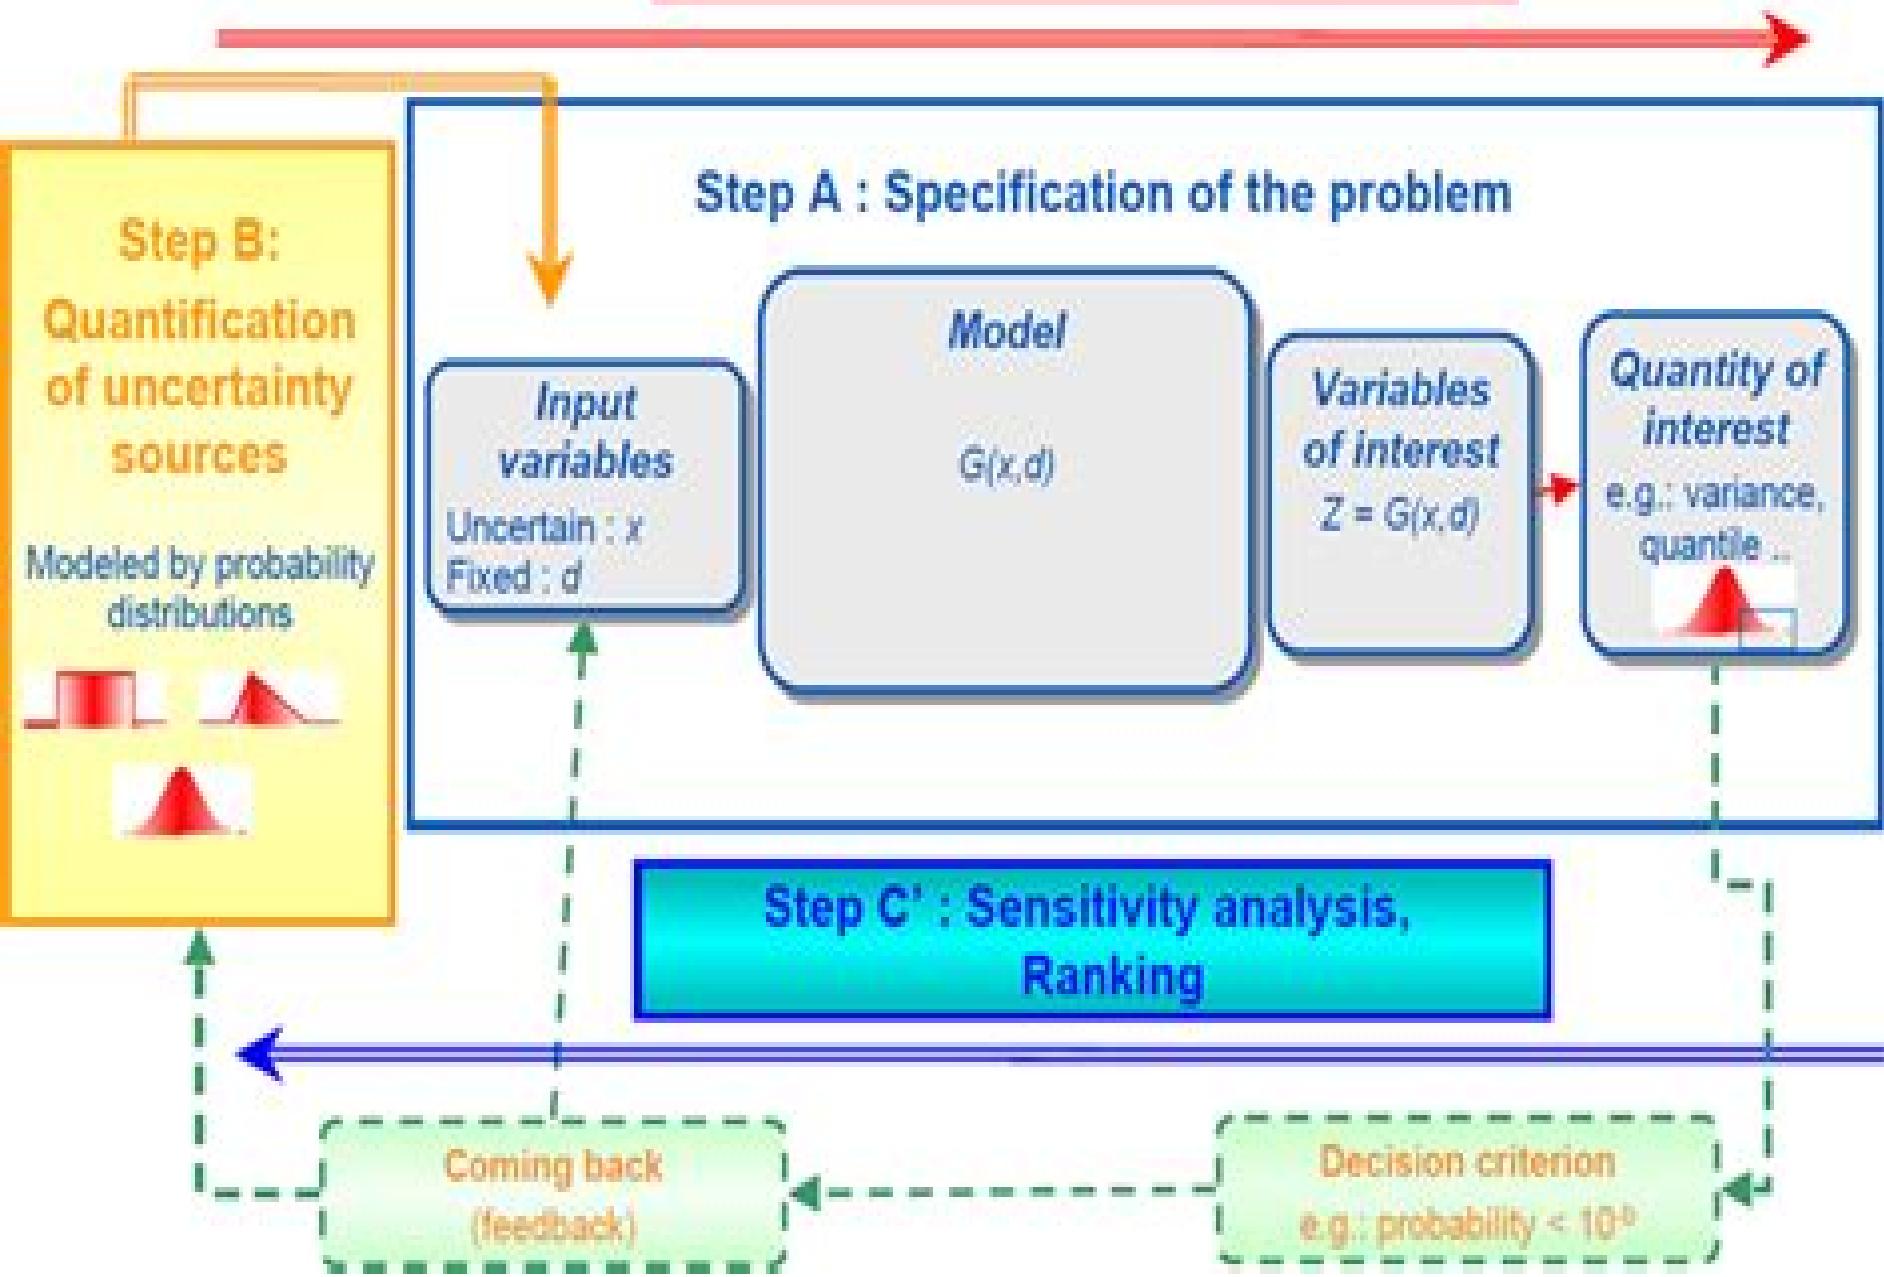 Step A : Specification of the problem
Step B:
Quantification
of uncertainty
sources
Modeled by probability
distributions
Input
variables
Uncertain : x
Fixed : d
Model
G(x,d)
Variables
of interest
Z = G(x,d)
Quantity of
interest
e.g.: variance,
quantile ..
Step C' : Sensitivity analysis,
Ranking
Coming back
(feedback)
Decision criterion
e.g.: probability < 10